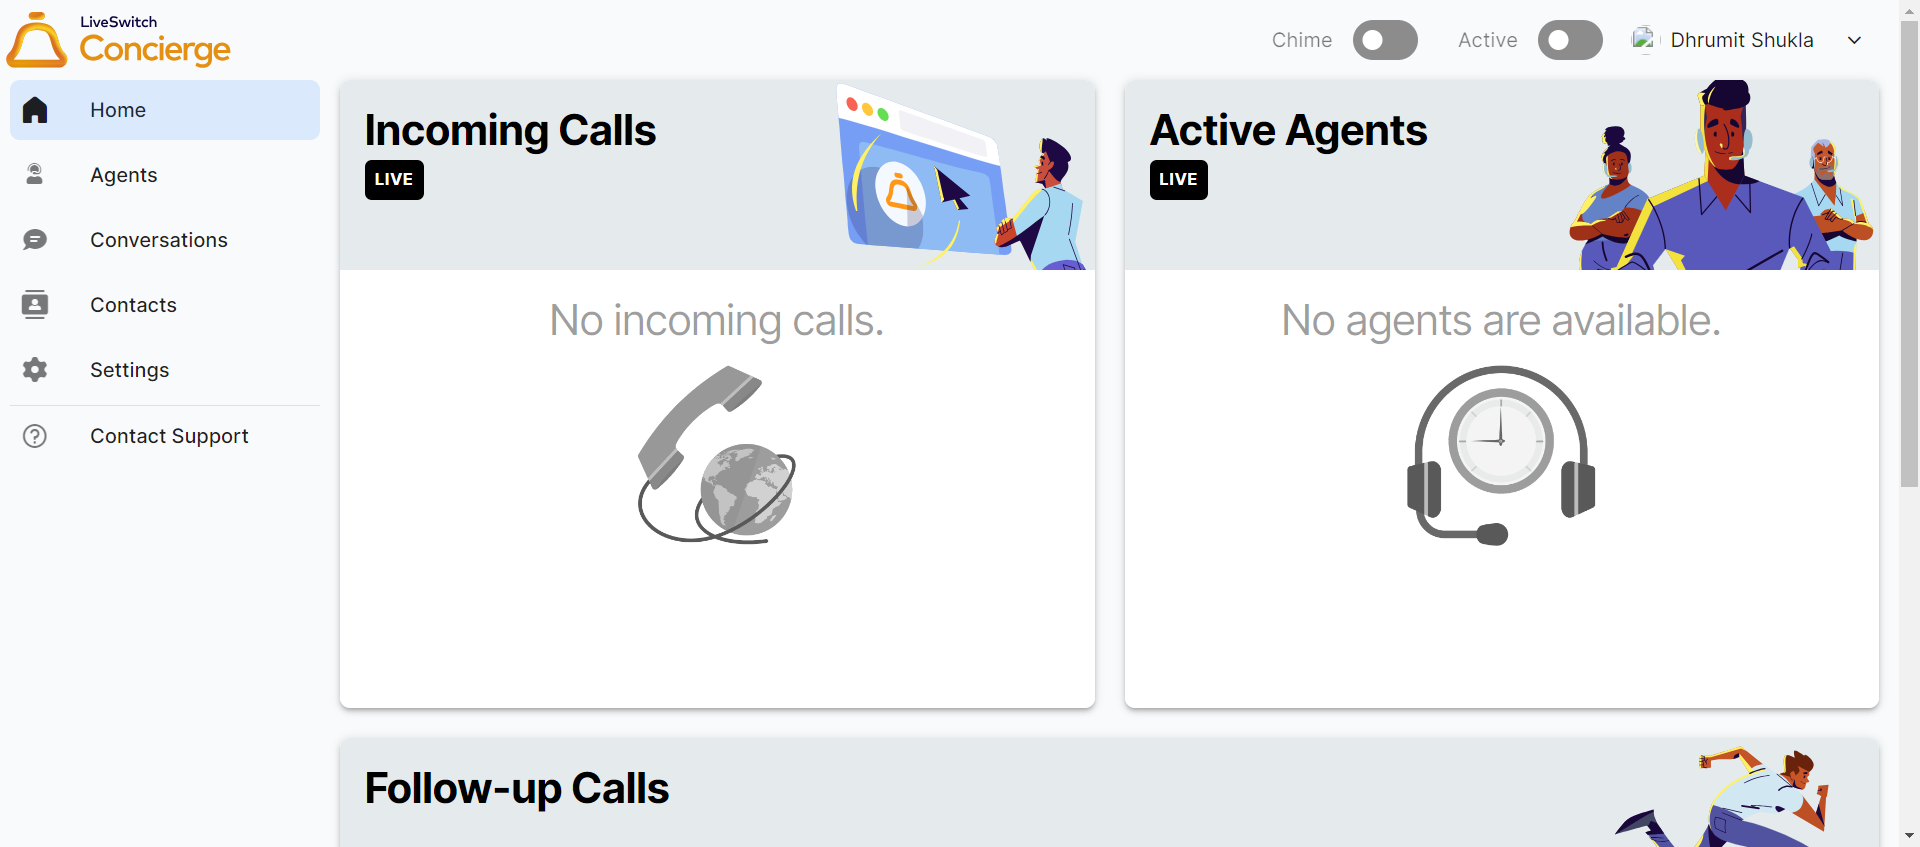 LiveSwitch
Concierge
Chime
Active
Dhrumit Shukla
Home
Agents
Conversations
Contacts
Settings
Contact Support
Incoming Calls
LIVE
No incoming calls.
Active Agents
LIVE
No agents are available.
Follow-up Calls